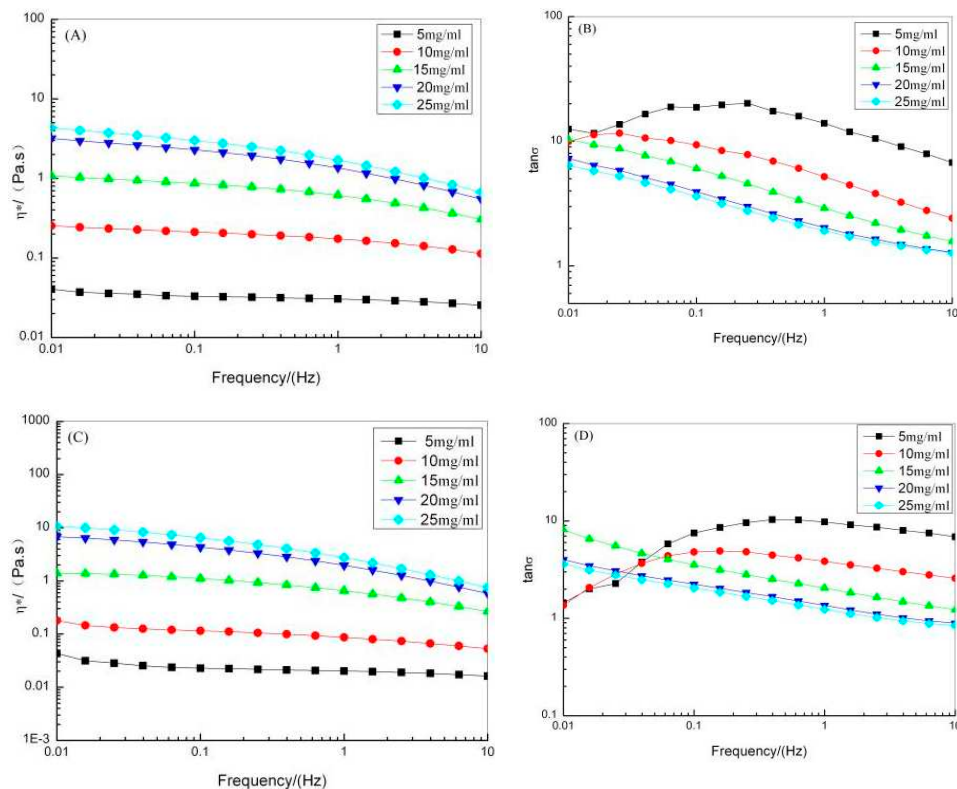 (A)
100
10
1
0.1
0.01
η*/（Pa.s）
0.01
0.1
1
10
Frequency/(Hz)
5mg/ml
10mg/ml
15mg/ml
20mg/ml
25mg/ml
(B)
100
10
1
tanσ
0.01
0.1
1
10
Frequency/(Hz)
5mg/ml
10mg/ml
15mg/ml
20mg/ml
25mg/ml
(C)
1000
100
10
1
0.1
0.01
1E-3
η*/（Pa.s）
0.01
0.1
1
10
Frequency/(Hz)
5mg/ml
10mg/ml
15mg/ml
20mg/ml
25mg/ml
(D)
100
10
1
0.1
tanσ
0.01
0.1
1
10
Frequency/(Hz)
5mg/ml
10mg/ml
15mg/ml
20mg/ml
25mg/ml